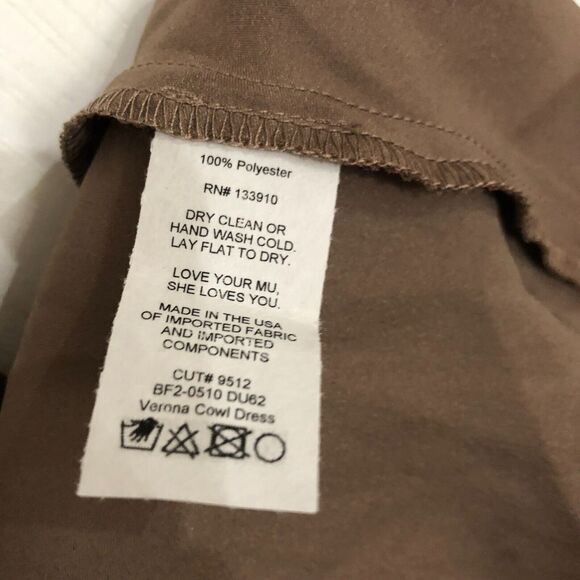 100% Polyester
RN# 133910
DRY CLEAN OR
HAND WASH COLD.
LAY FLAT TO DRY.
LOVE YOUR MU,
SHE LOVES YOU.
MADE IN THE USA
OF IMPORTED FABRIC
AND IMPORTED
COMPONENTS
CUT# 9512
BF2-0510 DU62
Verona Cowl Dress